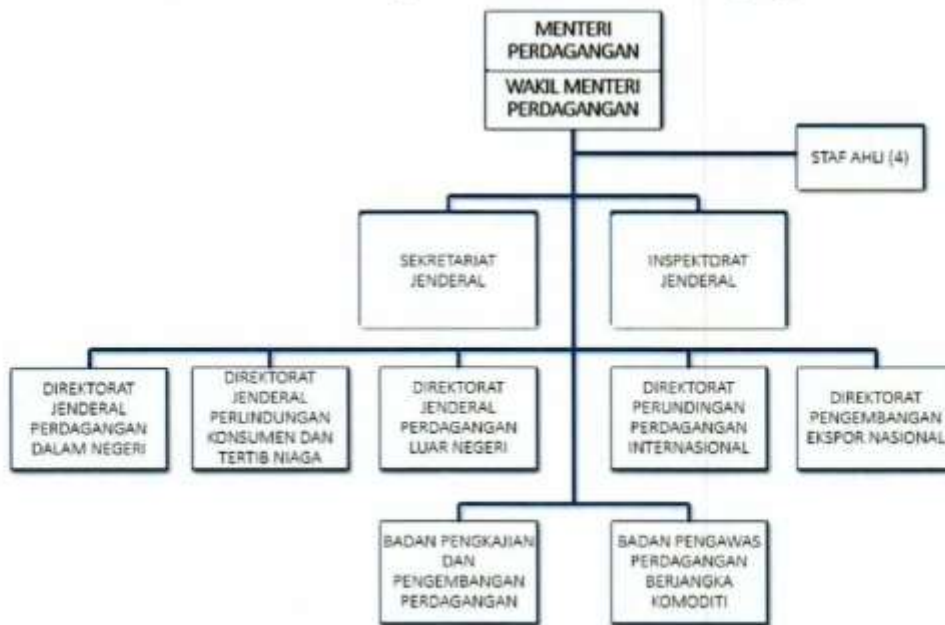 MENTERI
PERDAGANGAN
WAKIL MENTERI
PERDAGANGAN
STAF AHLI (4)
SEKRETARIAT
JENDERAL
INSPEKTORAT
JENDERAL
DIREKTORAT
JENDERAL
PERDAGANGAN
DALAM NEGERI
DIREKTORAT
JENDERAL
PERLINDUNGAN
KONSUMEN DAN
TERTIB NIAGA
DIREKTORAT
JENDERAL
PERDAGANGAN
LUAR NEGERI
DIREKTORAT
PERUNDINGAN
PERDAGANGAN
INTERNASIONAL
DIREKTORAT
PENGEMBANGAN
EKSPOR NASIONAL
BADAN PENGKAJIAN
DAN
PENGEMBANGAN
PERDAGANGAN
BADAN PENGAWAS
PERDAGANGAN
BERJANGKA
KOMODITI